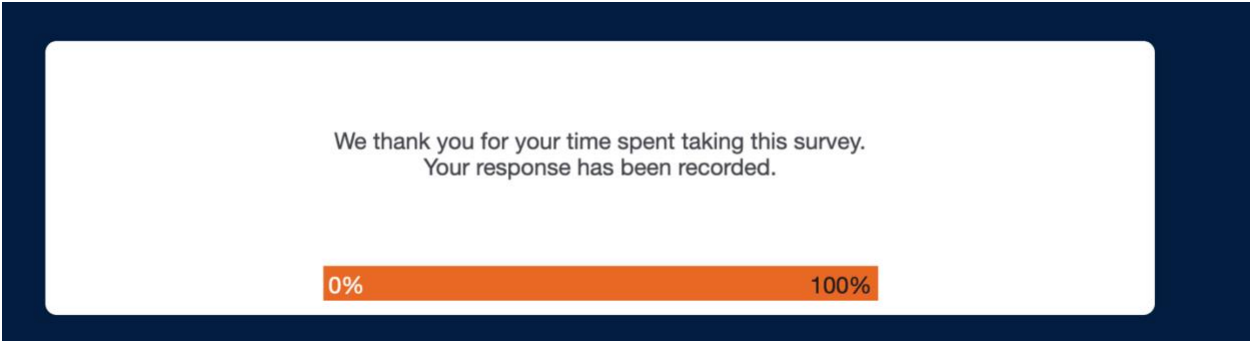 We thank you for your time spent taking this survey.
Your response has been recorded.
0% 100%